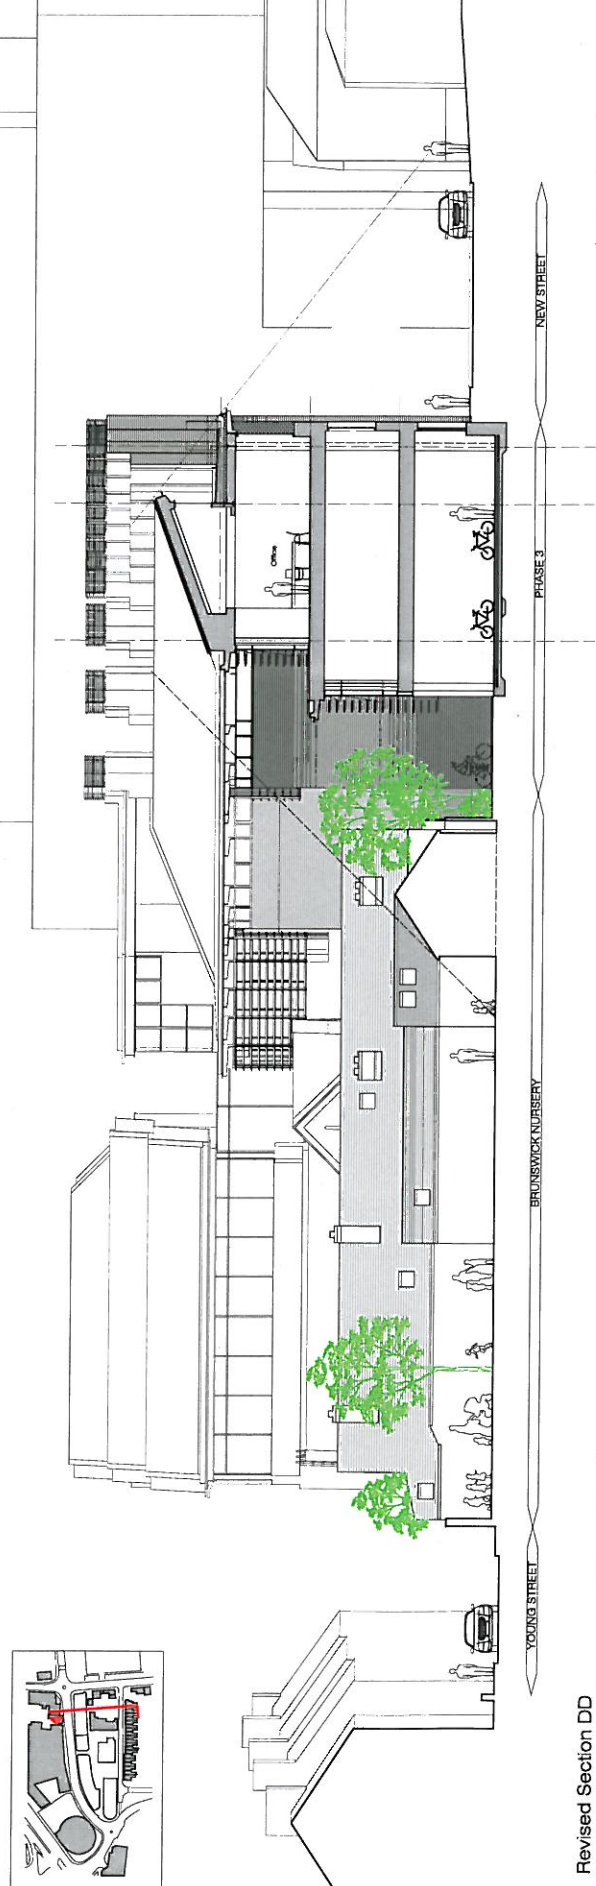 YOUNG STREET
BRUNSWICK NURSERY
PHASE 3
NEW STREET
Office
Revised Section DD